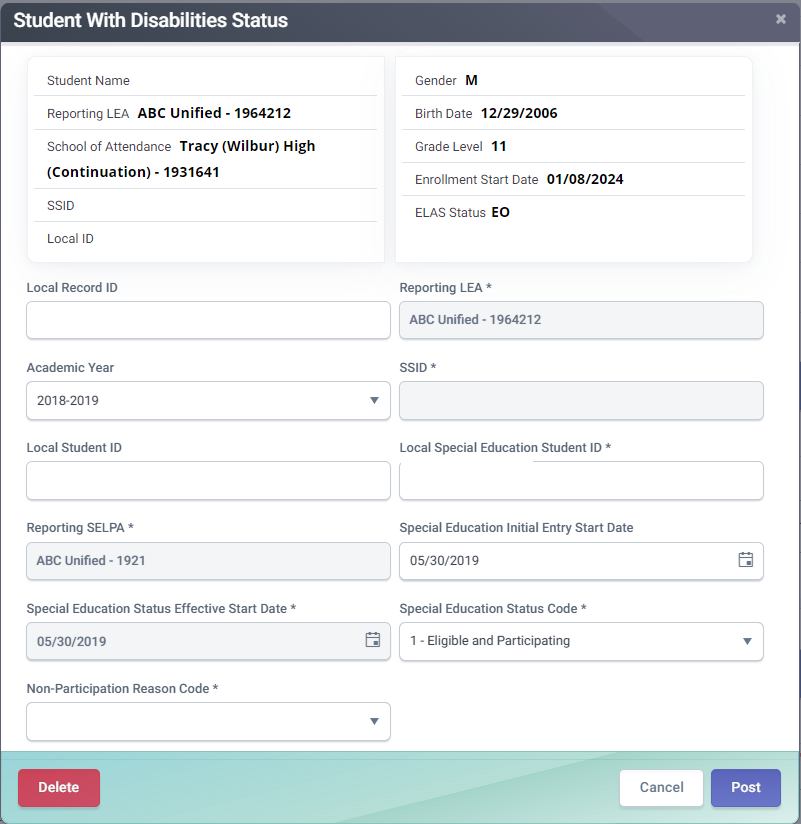 Student With Disabilities Status
×
Student Name
Reporting LEA ABC Unified - 1964212
School of Attendance Tracy (Wilbur) High
(Continuation) - 1931641
SSID
Local ID
Gender M
Birth Date 12/29/2006
Grade Level 11
Enrollment Start Date 01/08/2024
ELAS Status EO
Local Record ID
Reporting LEA *
ABC Unified - 1964212
Academic Year
2018-2019
SSID *
Local Student ID
Local Special Education Student ID *
Reporting SELPA *
ABC Unified - 1921
Special Education Initial Entry Start Date
05/30/2019
Special Education Status Effective Start Date *
05/30/2019
Special Education Status Code *
1 - Eligible and Participating
Non-Participation Reason Code *
Delete
Cancel
Post